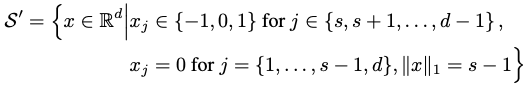 𝒮′ = { x ∈ ℝ^d | x_j ∈ {−1, 0, 1} for j ∈ {s, s + 1, . . . , d − 1} ,
x_j = 0 for j = {1, . . . , s − 1, d}, ‖x‖_1 = s − 1 }